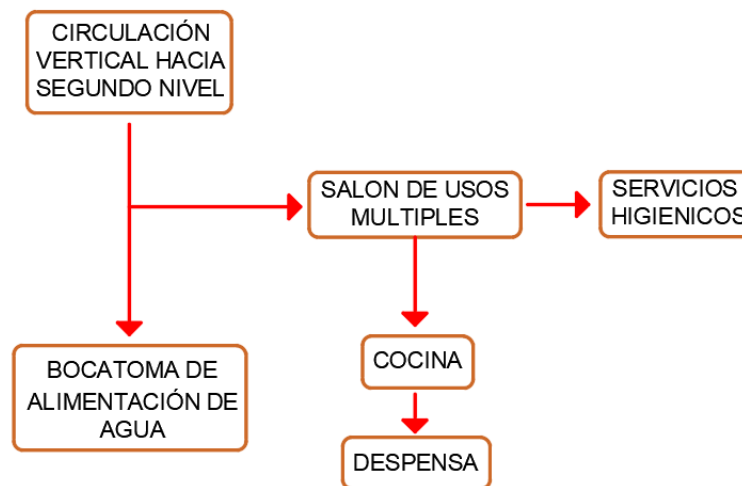 CIRCULACIÓN
VERTICAL HACIA
SEGUNDO NIVEL
SALON DE USOS
MULTIPLES
SERVICIOS
HIGIENICOS
BOCATOMA DE
ALIMENTACIÓN DE
AGUA
COCINA
DESPENSA